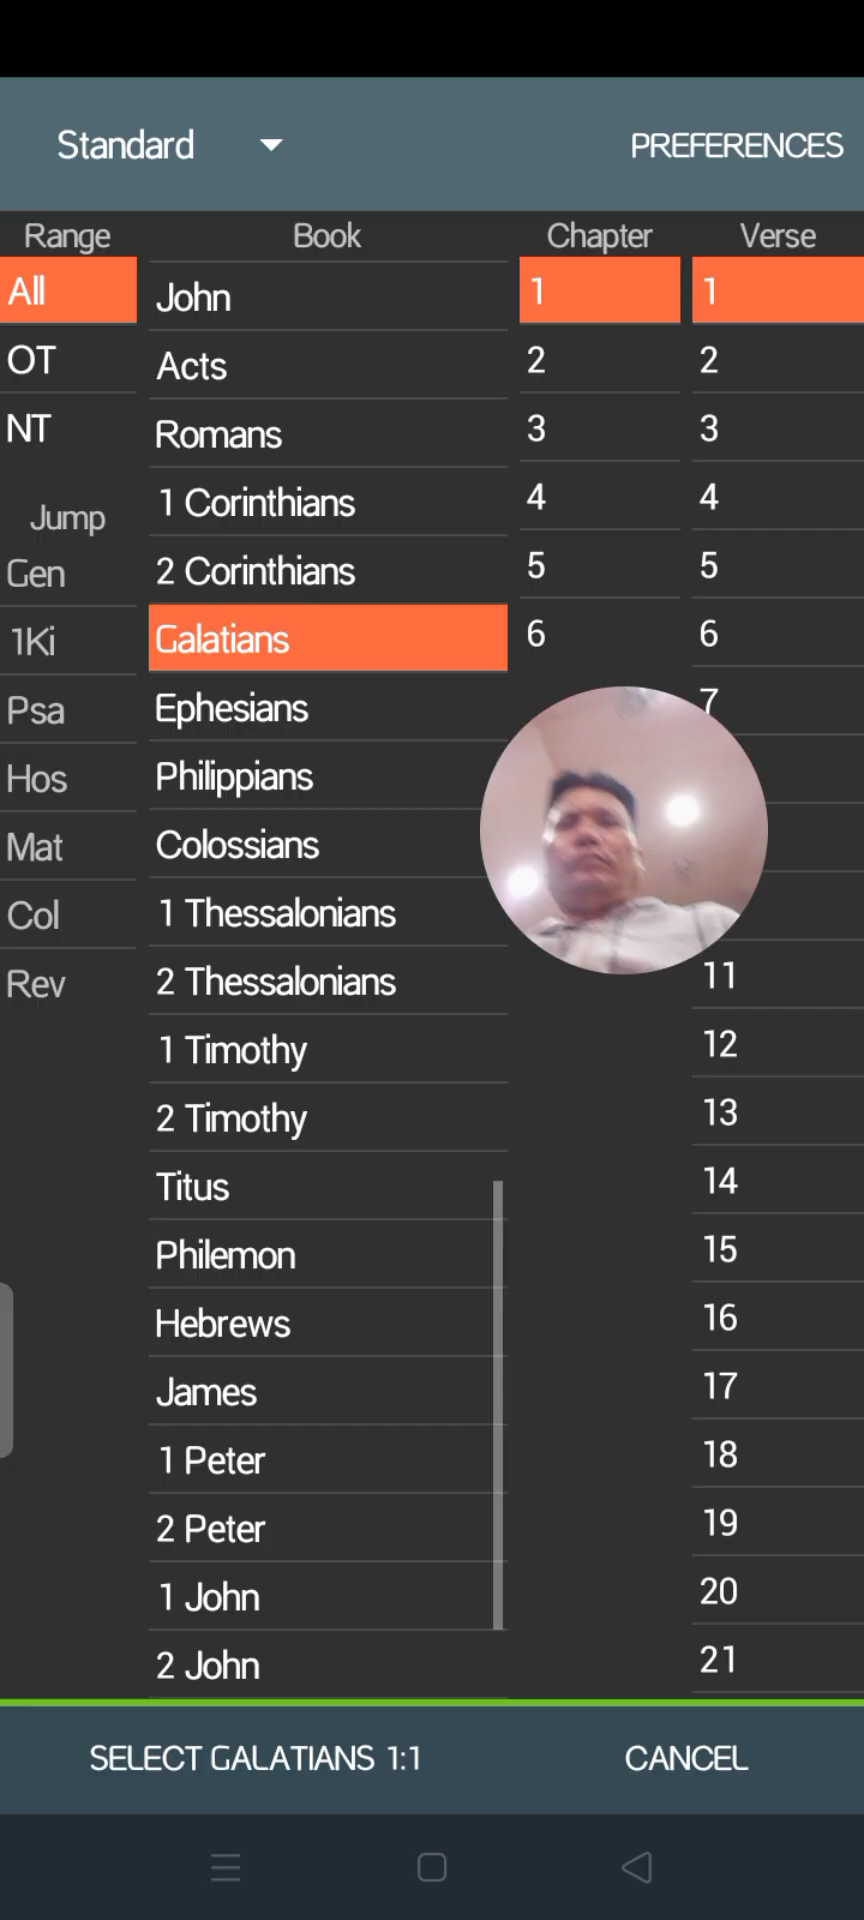 Standard PREFERENCES
Range Book Chapter Verse
All John 1 1
OT Acts 2 2
NT Romans 3 3
1 Corinthians 4 4
Jump
Gen 2 Corinthians 5 5
1Ki Galatians 6 6
Psa Ephesians 7
Hos Philippians
Mat Colossians
Col 1 Thessalonians
Rev 2 Thessalonians 11
1 Timothy 12
2 Timothy 13
Titus 14
Philemon 15
Hebrews 16
James 17
1 Peter 18
2 Peter 19
1 John 20
2 John 21
SELECT GALATIANS 1:1 CANCEL